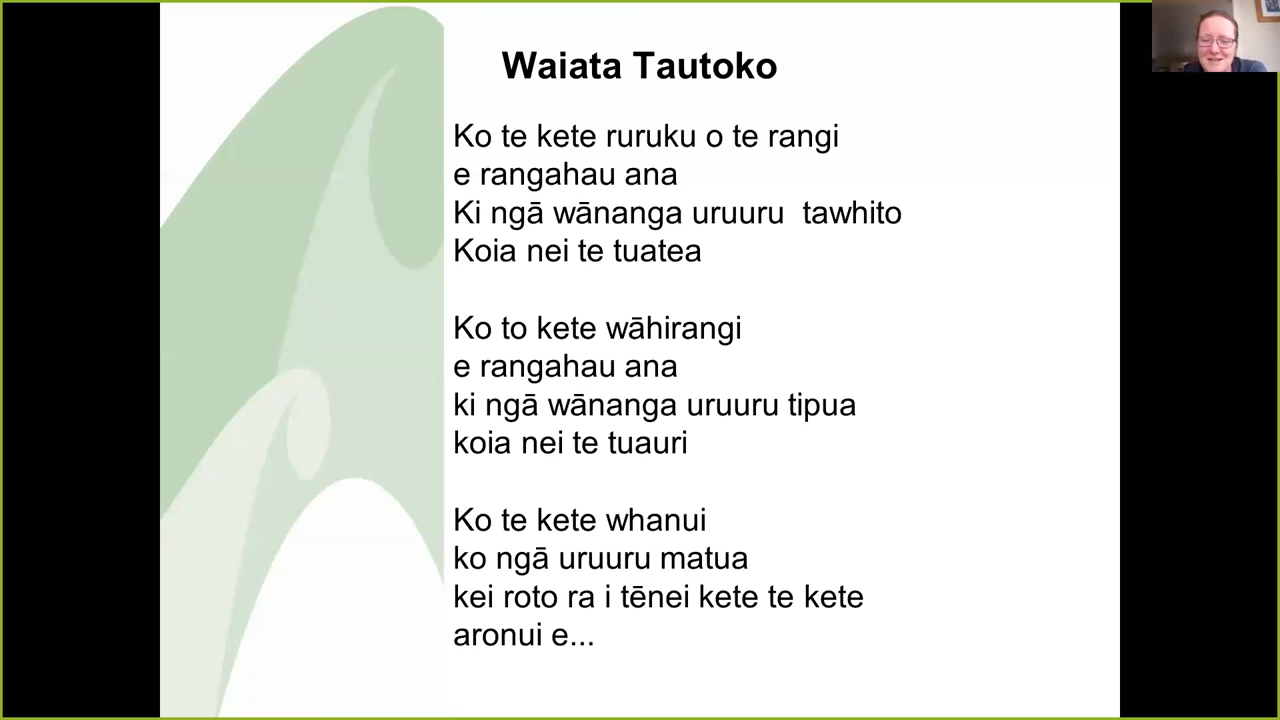 Waiata Tautoko
Ko te kete ruruku o te rangi
e rangahau ana
Ki ngā wānanga uruuru  tawhito
Koia nei te tuatea
Ko to kete wāhirangi
e rangahau ana
ki ngā wānanga uruuru tipua
koia nei te tuauri
Ko te kete whanui
ko ngā uruuru matua
kei roto ra i tēnei kete te kete
aronui e...